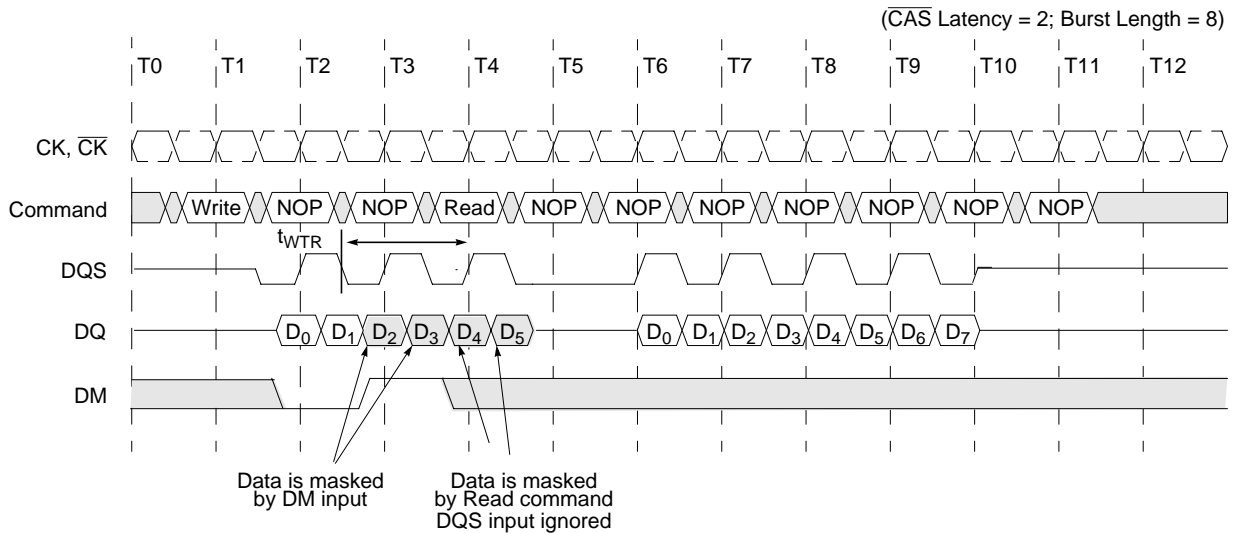 (C̅A̅S̅ Latency = 2; Burst Length = 8)
T0 T1 T2 T3 T4 T5 T6 T7 T8 T9 T10 T11 T12
CK, C̅K̅
Command Write NOP NOP Read NOP NOP NOP NOP NOP NOP NOP
tWTR
DQS
DQ D0 D1 D2 D3 D4 D5 D0 D1 D2 D3 D4 D5 D6 D7
DM
Data is masked
by DM input
Data is masked
by Read command
DQS input ignored